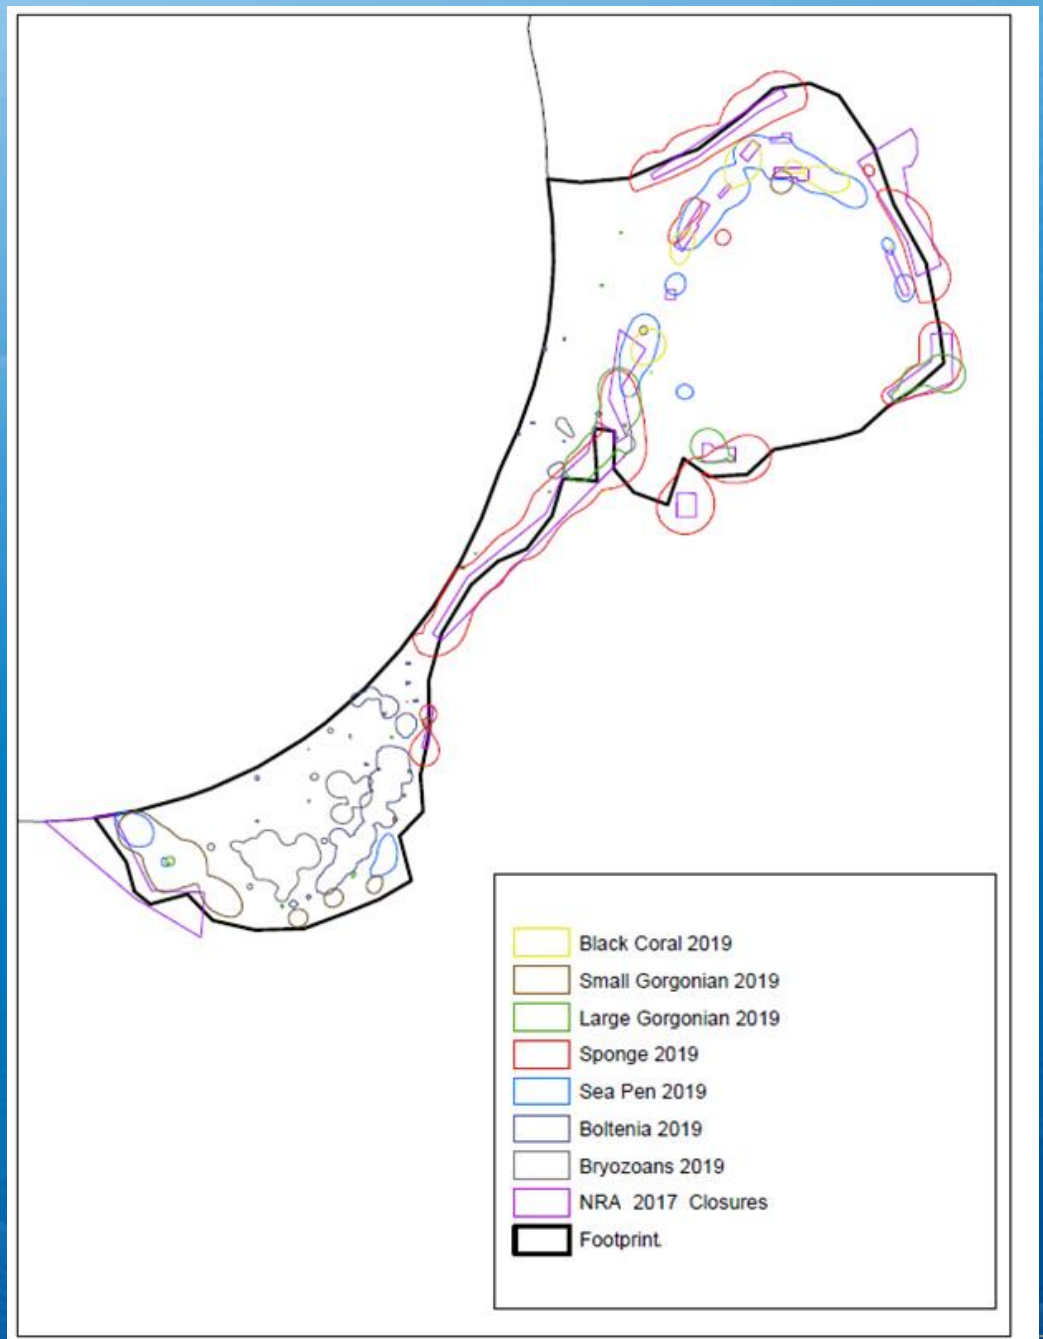 Black Coral 2019
Small Gorgonian 2019
Large Gorgonian 2019
Sponge 2019
Sea Pen 2019
Boltenia 2019
Bryozoans 2019
NRA 2017 Closures
Footprint.